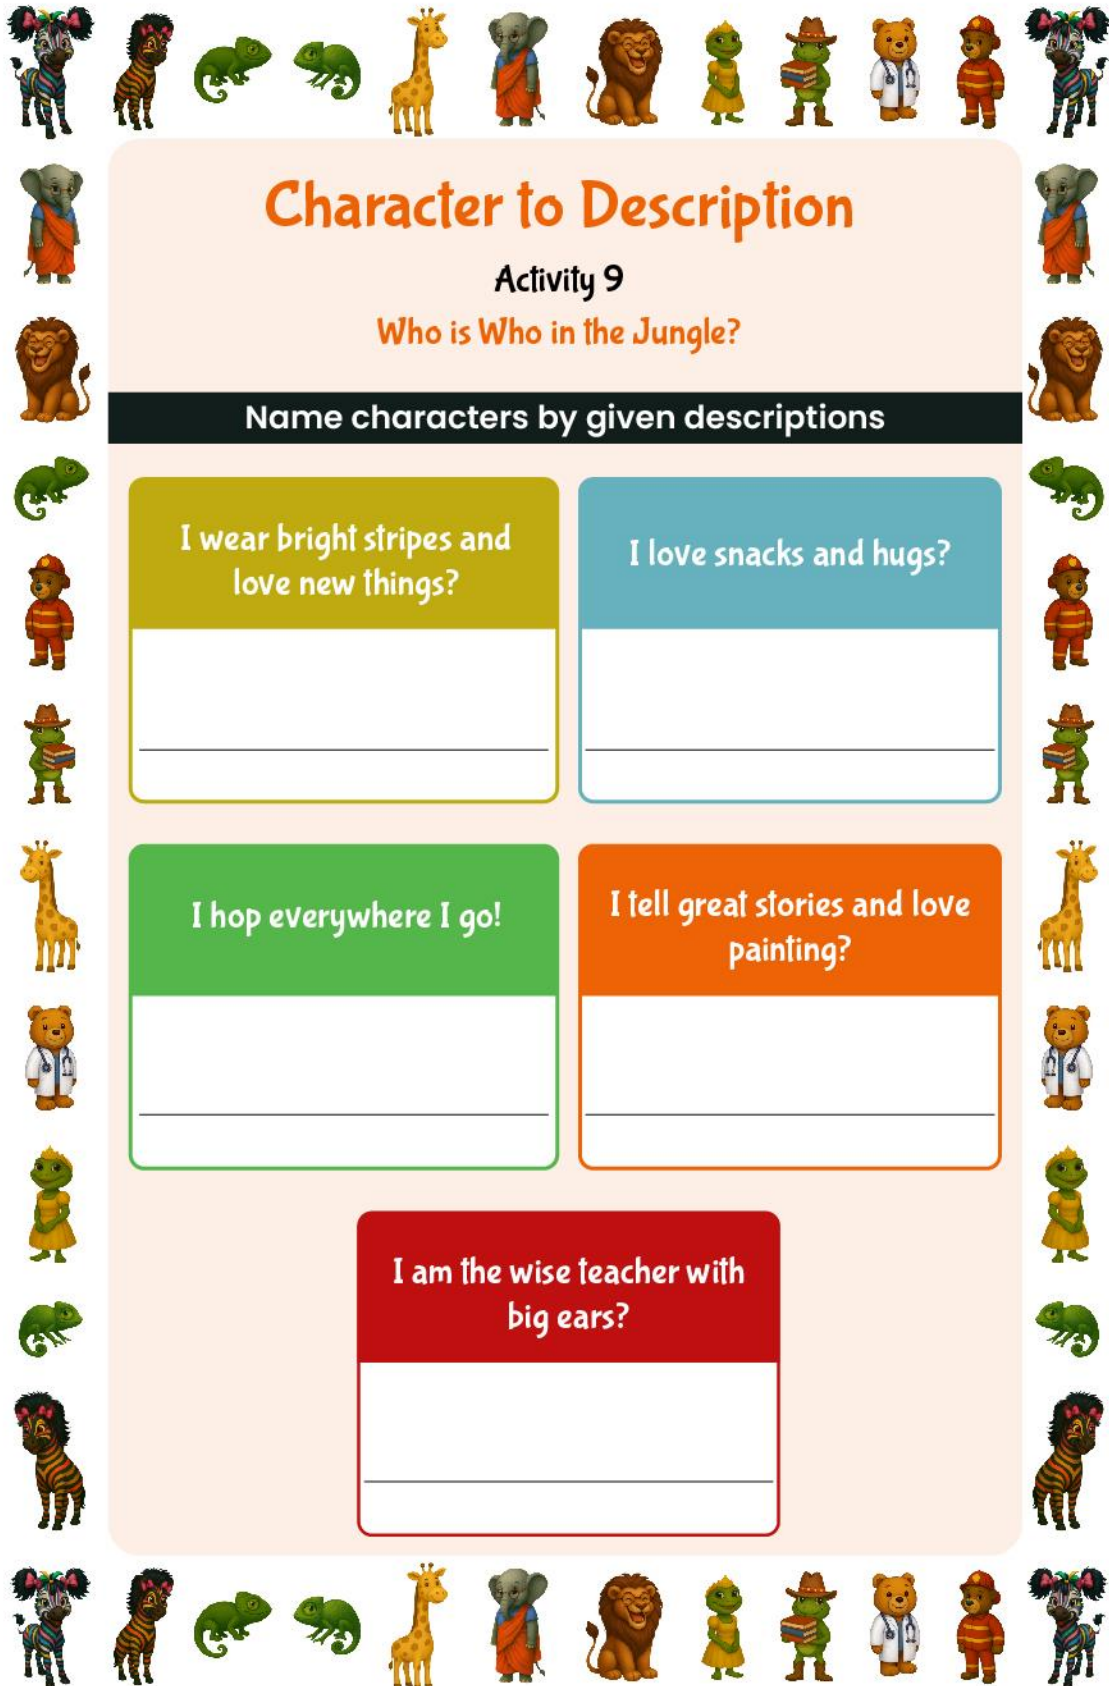 Character to Description
Activity 9
Who is Who in the Jungle?
Name characters by given descriptions
I wear bright stripes and
love new things?
I love snacks and hugs?
I hop everywhere I go!
I tell great stories and love
painting?
I am the wise teacher with
big ears?